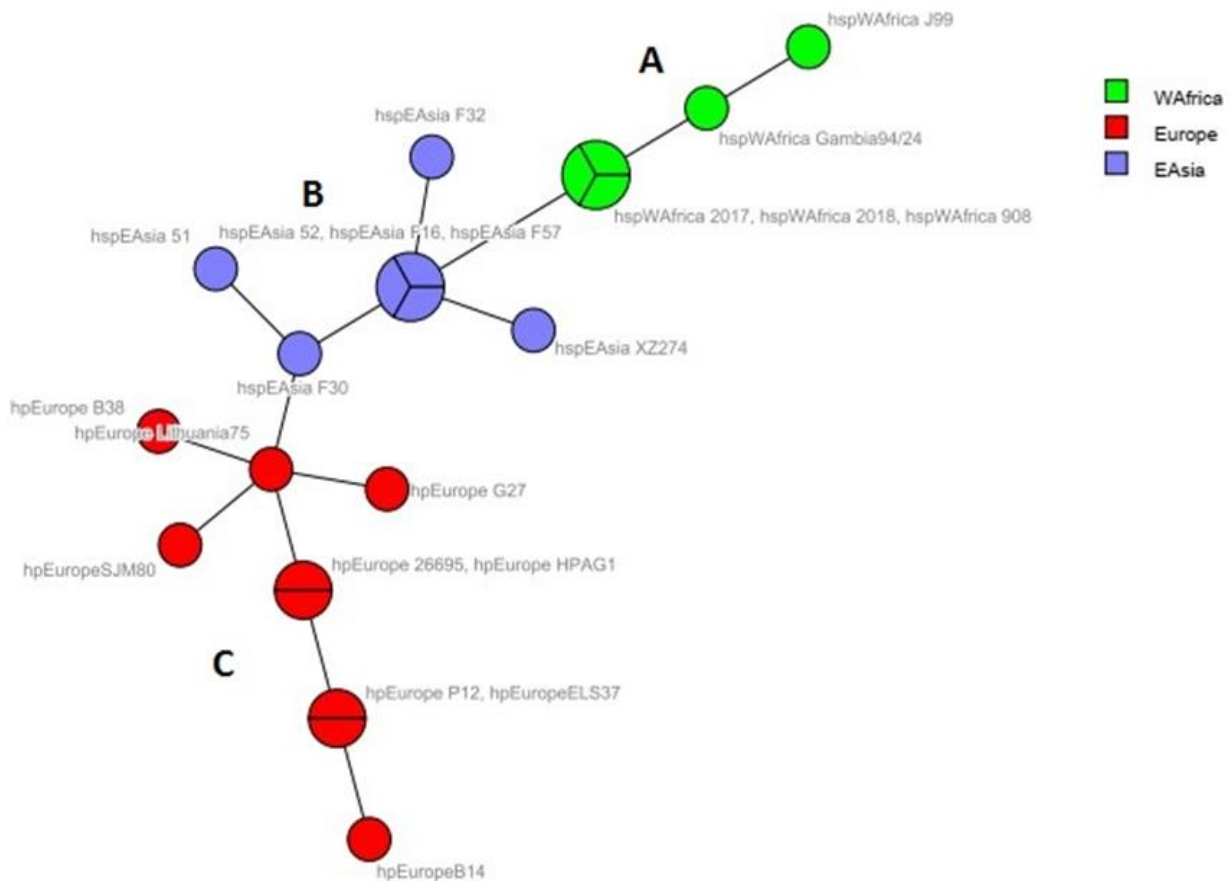 hspWAfrica J99
A
WAfrica
Europe
EAsia
hspEAsia F32
hspWAfrica Gambia94/24
B
hspWAfrica 2017, hspWAfrica 2018, hspWAfrica 908
hspEAsia 51
hspEAsia 52, hspEAsia F16, hspEAsia F57
hspEAsia XZ274
hspEAsia F30
hpEurope B38
hpEurope Lithuania75
hpEurope G27
hpEuropeSJM80
hpEurope 26695, hpEurope HPAG1
C
hpEurope P12, hpEuropeELS37
hpEuropeB14